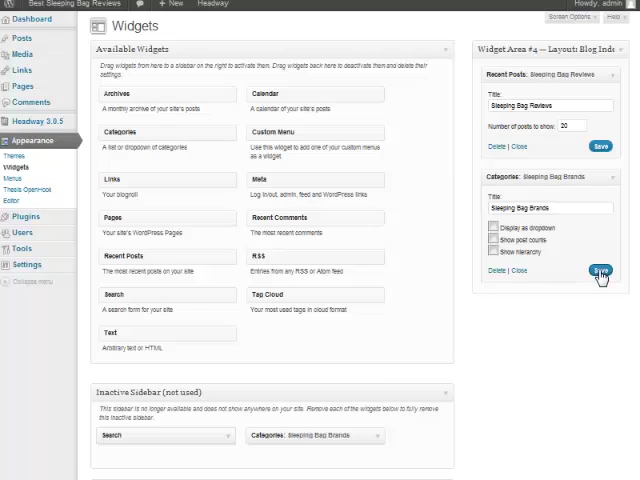 Best Sleeping Bag Reviews
+ New
Headway
Howdy, admin
Screen Options
Help
Dashboard
Posts
Media
Links
Pages
Comments
Headway 3.0.5
Appearance
Themes
Widgets
Menus
Thesis OpenHook
Editor
Plugins
Users
Tools
Settings
Collapse menu
Widgets
Available Widgets
Drag widgets from here to a sidebar on the right to activate them. Drag widgets back here to deactivate them and delete their
settings.
Archives
A monthly archive of your site's posts
Calendar
A calendar of your site's posts
Categories
A list or dropdown of categories
Custom Menu
Use this widget to add one of your custom menus
as a widget.
Links
Your blogroll
Meta
Log in/out, admin, feed and WordPress links
Pages
Your site's WordPress Pages
Recent Comments
The most recent comments
Recent Posts
The most recent posts on your site
RSS
Entries from any RSS or Atom feed
Search
A search form for your site
Tag Cloud
Your most used tags in cloud format
Text
Arbitrary text or HTML
Inactive Sidebar (not used)
This sidebar is no longer available and does not show anywhere on your site. Remove each of the widgets below to fully remove
this inactive sidebar.
Search
Categories: Sleeping Bag Brands
Widget Area #4 — Layout: Blog Inde
Recent Posts: Sleeping Bag Reviews
Title:
Sleeping Bag Reviews
Number of posts to show: 20
Delete | Close
Save
Categories: Sleeping Bag Brands
Title:
Sleeping Bag Brands
Display as dropdown
Show post counts
Show hierarchy
Delete | Close
Save